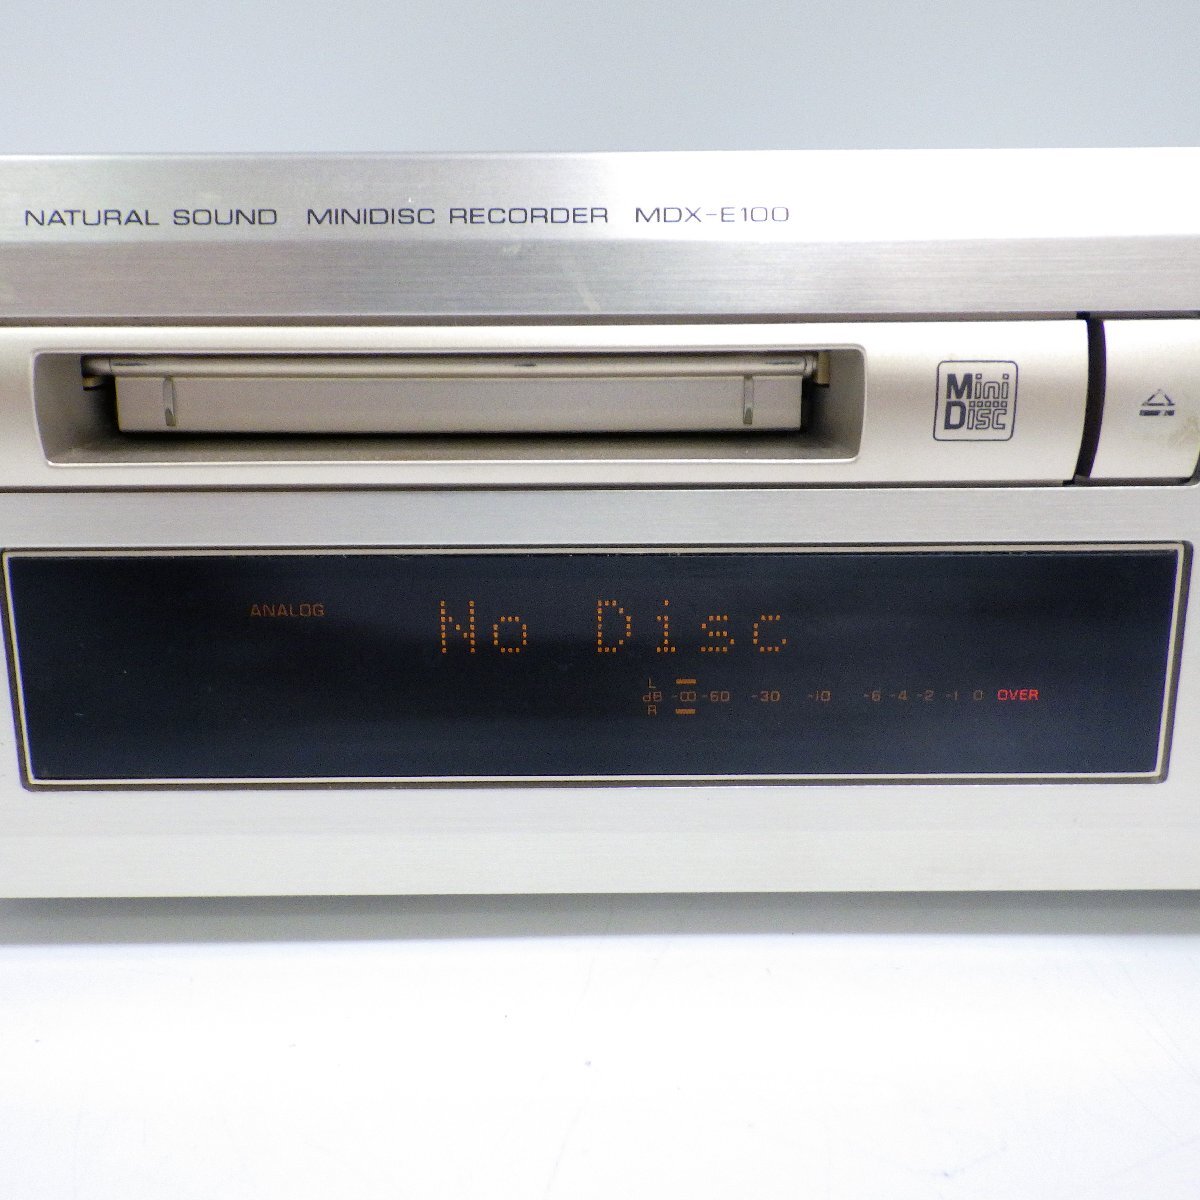 NATURAL SOUND MINIDISC RECORDER MDX-E100
Mini
Disc
ANALOG
No Disc
L
dB -∞ -60 -30 -10 -6 -4 -2 -1 0 OVER
R